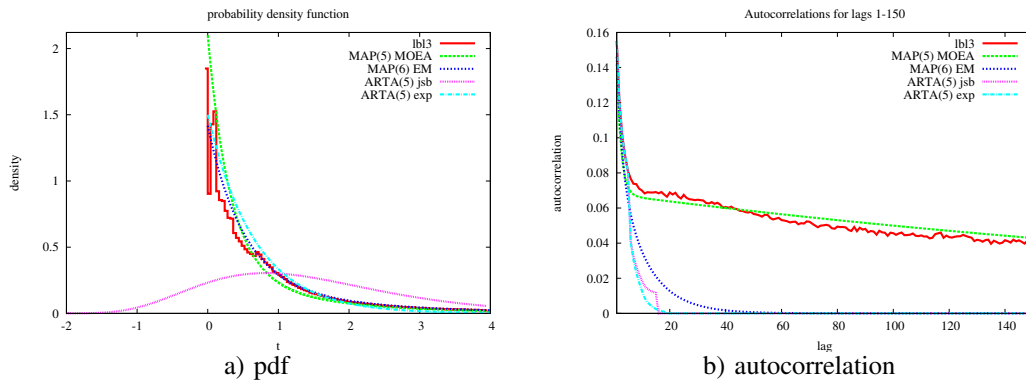 probability density function
lbl3
MAP(5) MOEA
MAP(6) EM
ARTA(5) jsb
ARTA(5) exp
2
1.5
1
0.5
0
density
-2
-1
0
1
2
3
4
t
a) pdf
Autocorrelations for lags 1-150
lbl3
MAP(5) MOEA
MAP(6) EM
ARTA(5) jsb
ARTA(5) exp
0.16
0.14
0.12
0.1
0.08
0.06
0.04
0.02
0
autocorrelation
20
40
60
80
100
120
140
lag
b) autocorrelation